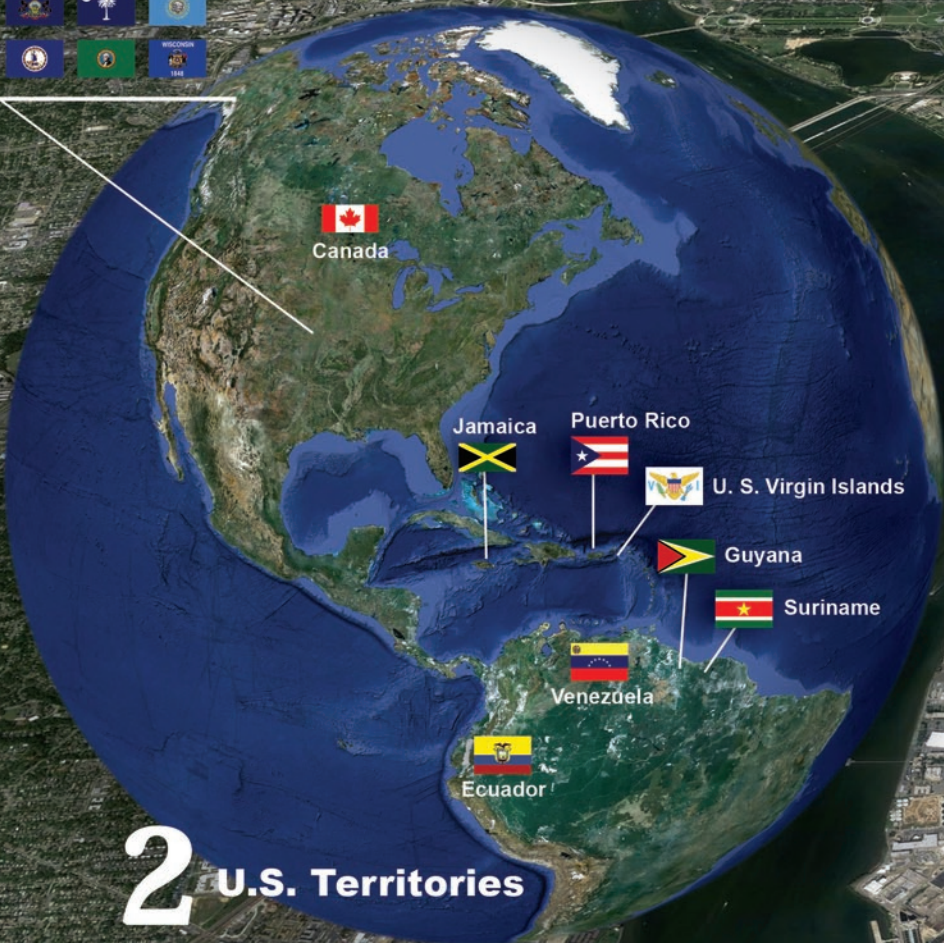 WISCONSIN
1848
Canada
Jamaica
Puerto Rico
V I
U. S. Virgin Islands
Guyana
Suriname
Venezuela
Ecuador
2 U.S. Territories